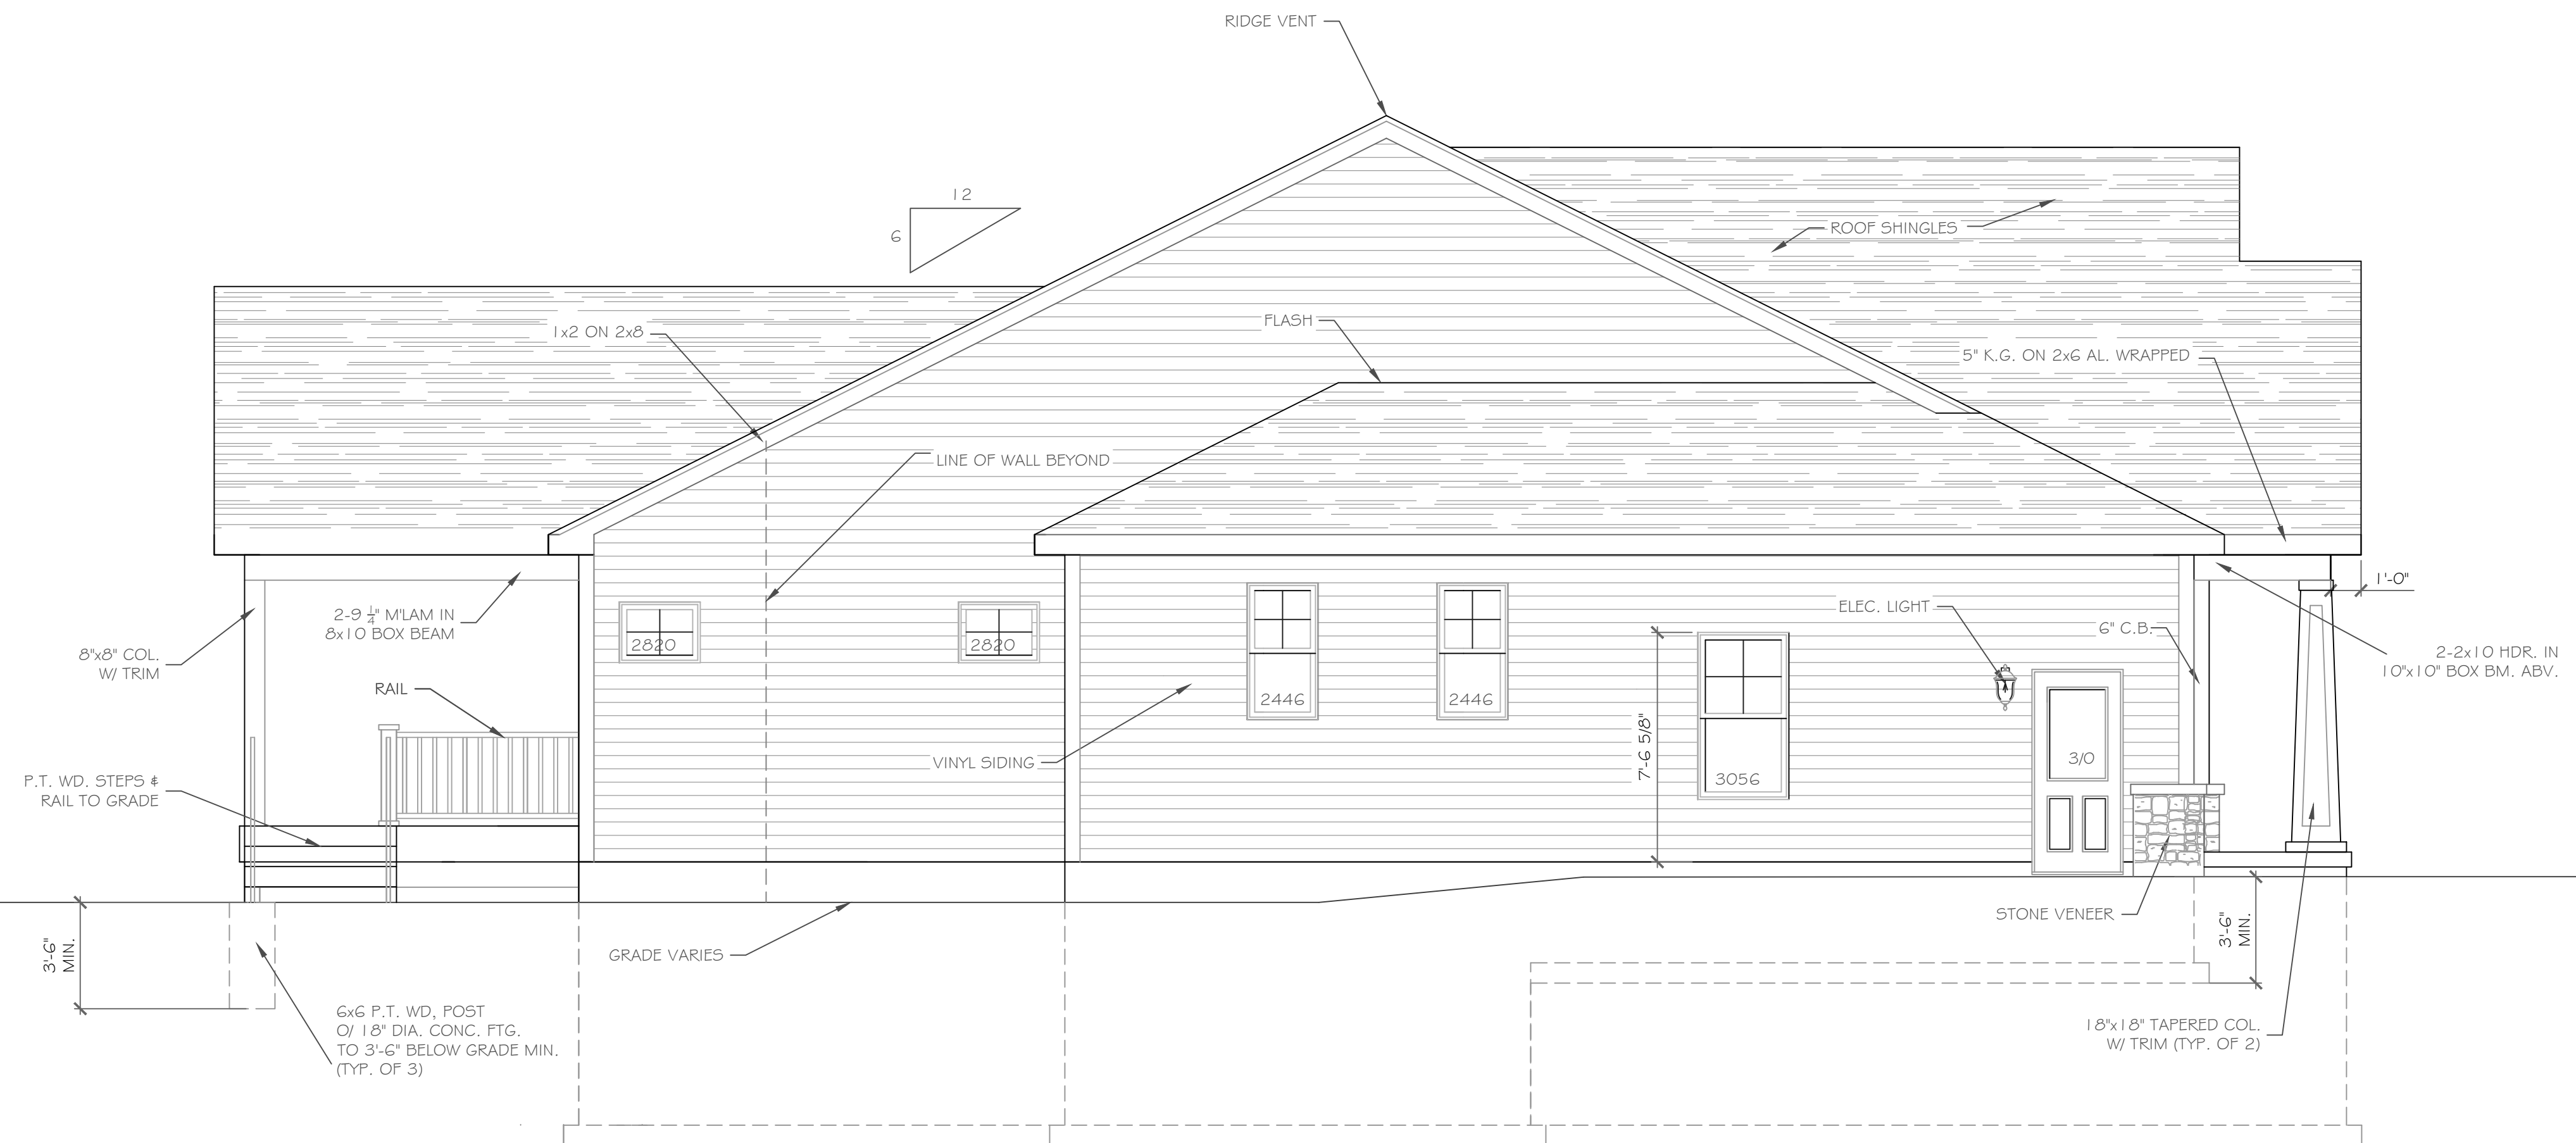 RIDGE VENT
12
6
ROOF SHINGLES
1x2 ON 2x8
FLASH
5" K.G. ON 2x6 AL. WRAPPED
LINE OF WALL BEYOND
1'-0"
2-9 1/4" M'LAM IN
8x10 BOX BEAM
ELEC. LIGHT
6" C.B.
8"x8" COL.
W/ TRIM
2820
2820
2-2x10 HDR. IN
10"x10" BOX BM. ABV.
RAIL
2446
2446
7'-6 5/8"
VINYL SIDING
3056
3/0
P.T. WD. STEPS &
RAIL TO GRADE
STONE VENEER
3'-6"
MIN.
3'-6"
MIN.
GRADE VARIES
6x6 P.T. WD, POST
O/ 18" DIA. CONC. FTG.
TO 3'-6" BELOW GRADE MIN.
(TYP. OF 3)
18"x18" TAPERED COL.
W/ TRIM (TYP. OF 2)